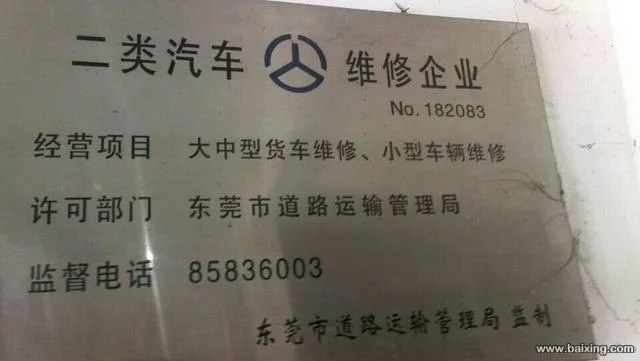 二类汽车 维修企业
No.182083
经营项目 大中型货车维修、小型车辆维修
许可部门 东莞市道路运输管理局
监督电话 85836003
东莞市道路运输管理局 监制
www.baixing.com